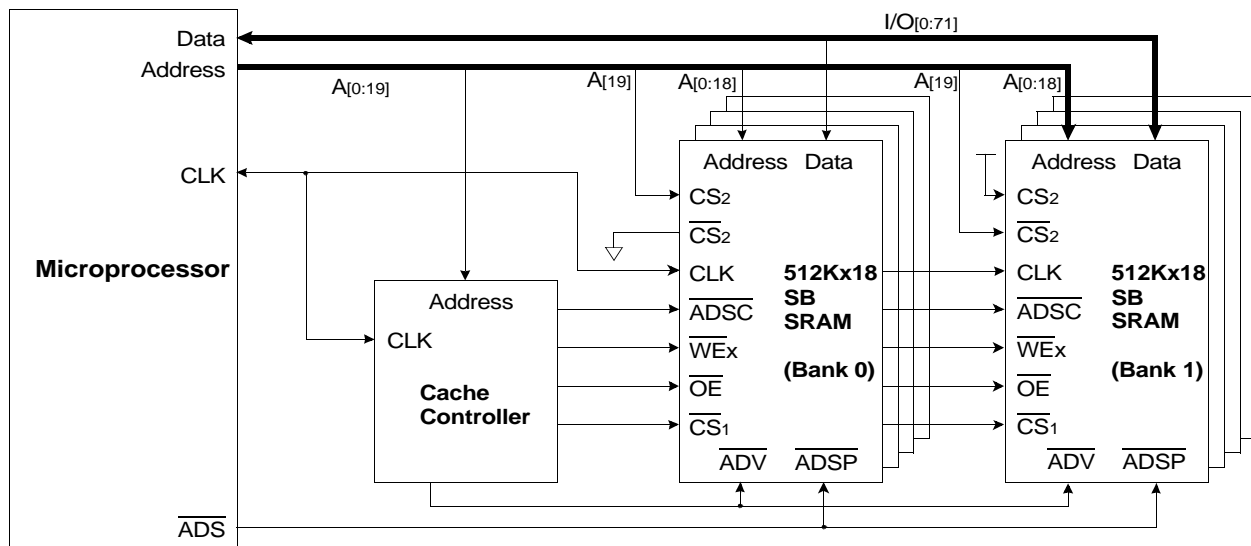 I/O[0:71]
Data
Address
A[0:19]
A[19]
A[0:18]
A[19]
A[0:18]
CLK
Microprocessor
ADS
Address
CLK
Cache
Controller
Address Data
CS2
CS2
CLK
ADSC
WEx
OE
CS1
ADV ADSP
512Kx18
SB
SRAM
(Bank 0)
Address Data
CS2
CS2
CLK
ADSC
WEx
OE
CS1
ADV ADSP
512Kx18
SB
SRAM
(Bank 1)